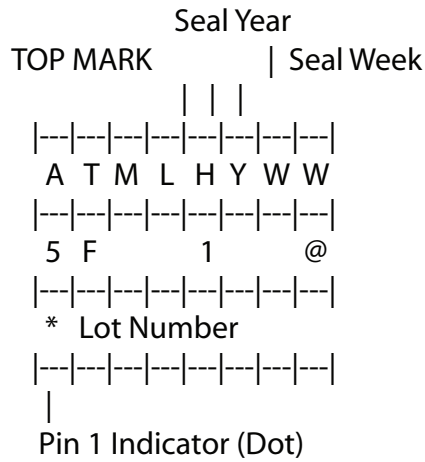 Seal Year
TOP MARK | Seal Week
| | |
|---|---|---|---|---|---|---|---|
A T M L H Y W W
|---|---|---|---|---|---|---|---|
5 F 1 @
|---|---|---|---|---|---|---|---|
* Lot Number
|---|---|---|---|---|---|---|---|
|
Pin 1 Indicator (Dot)